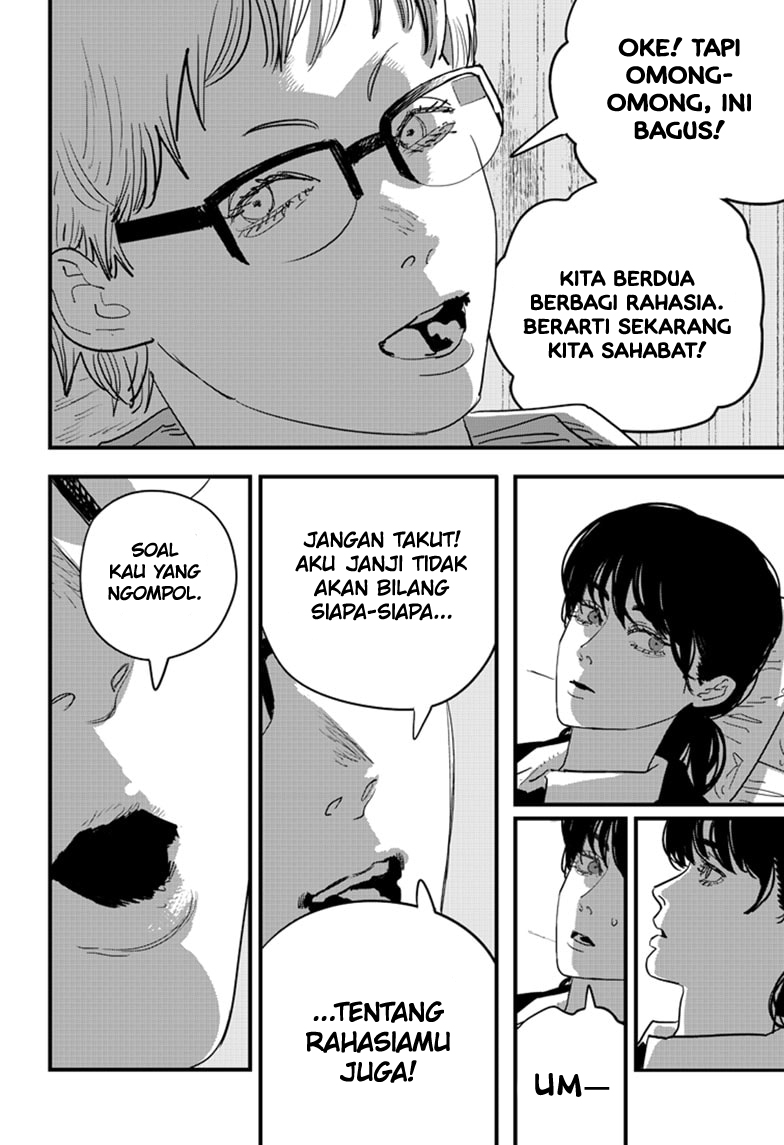 OKE! TAPI
OMONG-
OMONG, INI
BAGUS!
KITA BERDUA
BERBAGI RAHASIA.
BERARTI SEKARANG
KITA SAHABAT!
UM—
JANGAN TAKUT!
AKU JANJI TIDAK
AKAN BILANG
SIAPA-SIAPA...
...TENTANG
RAHASIAMU
JUGA!
SOAL
KAU YANG
NGOMPOL.